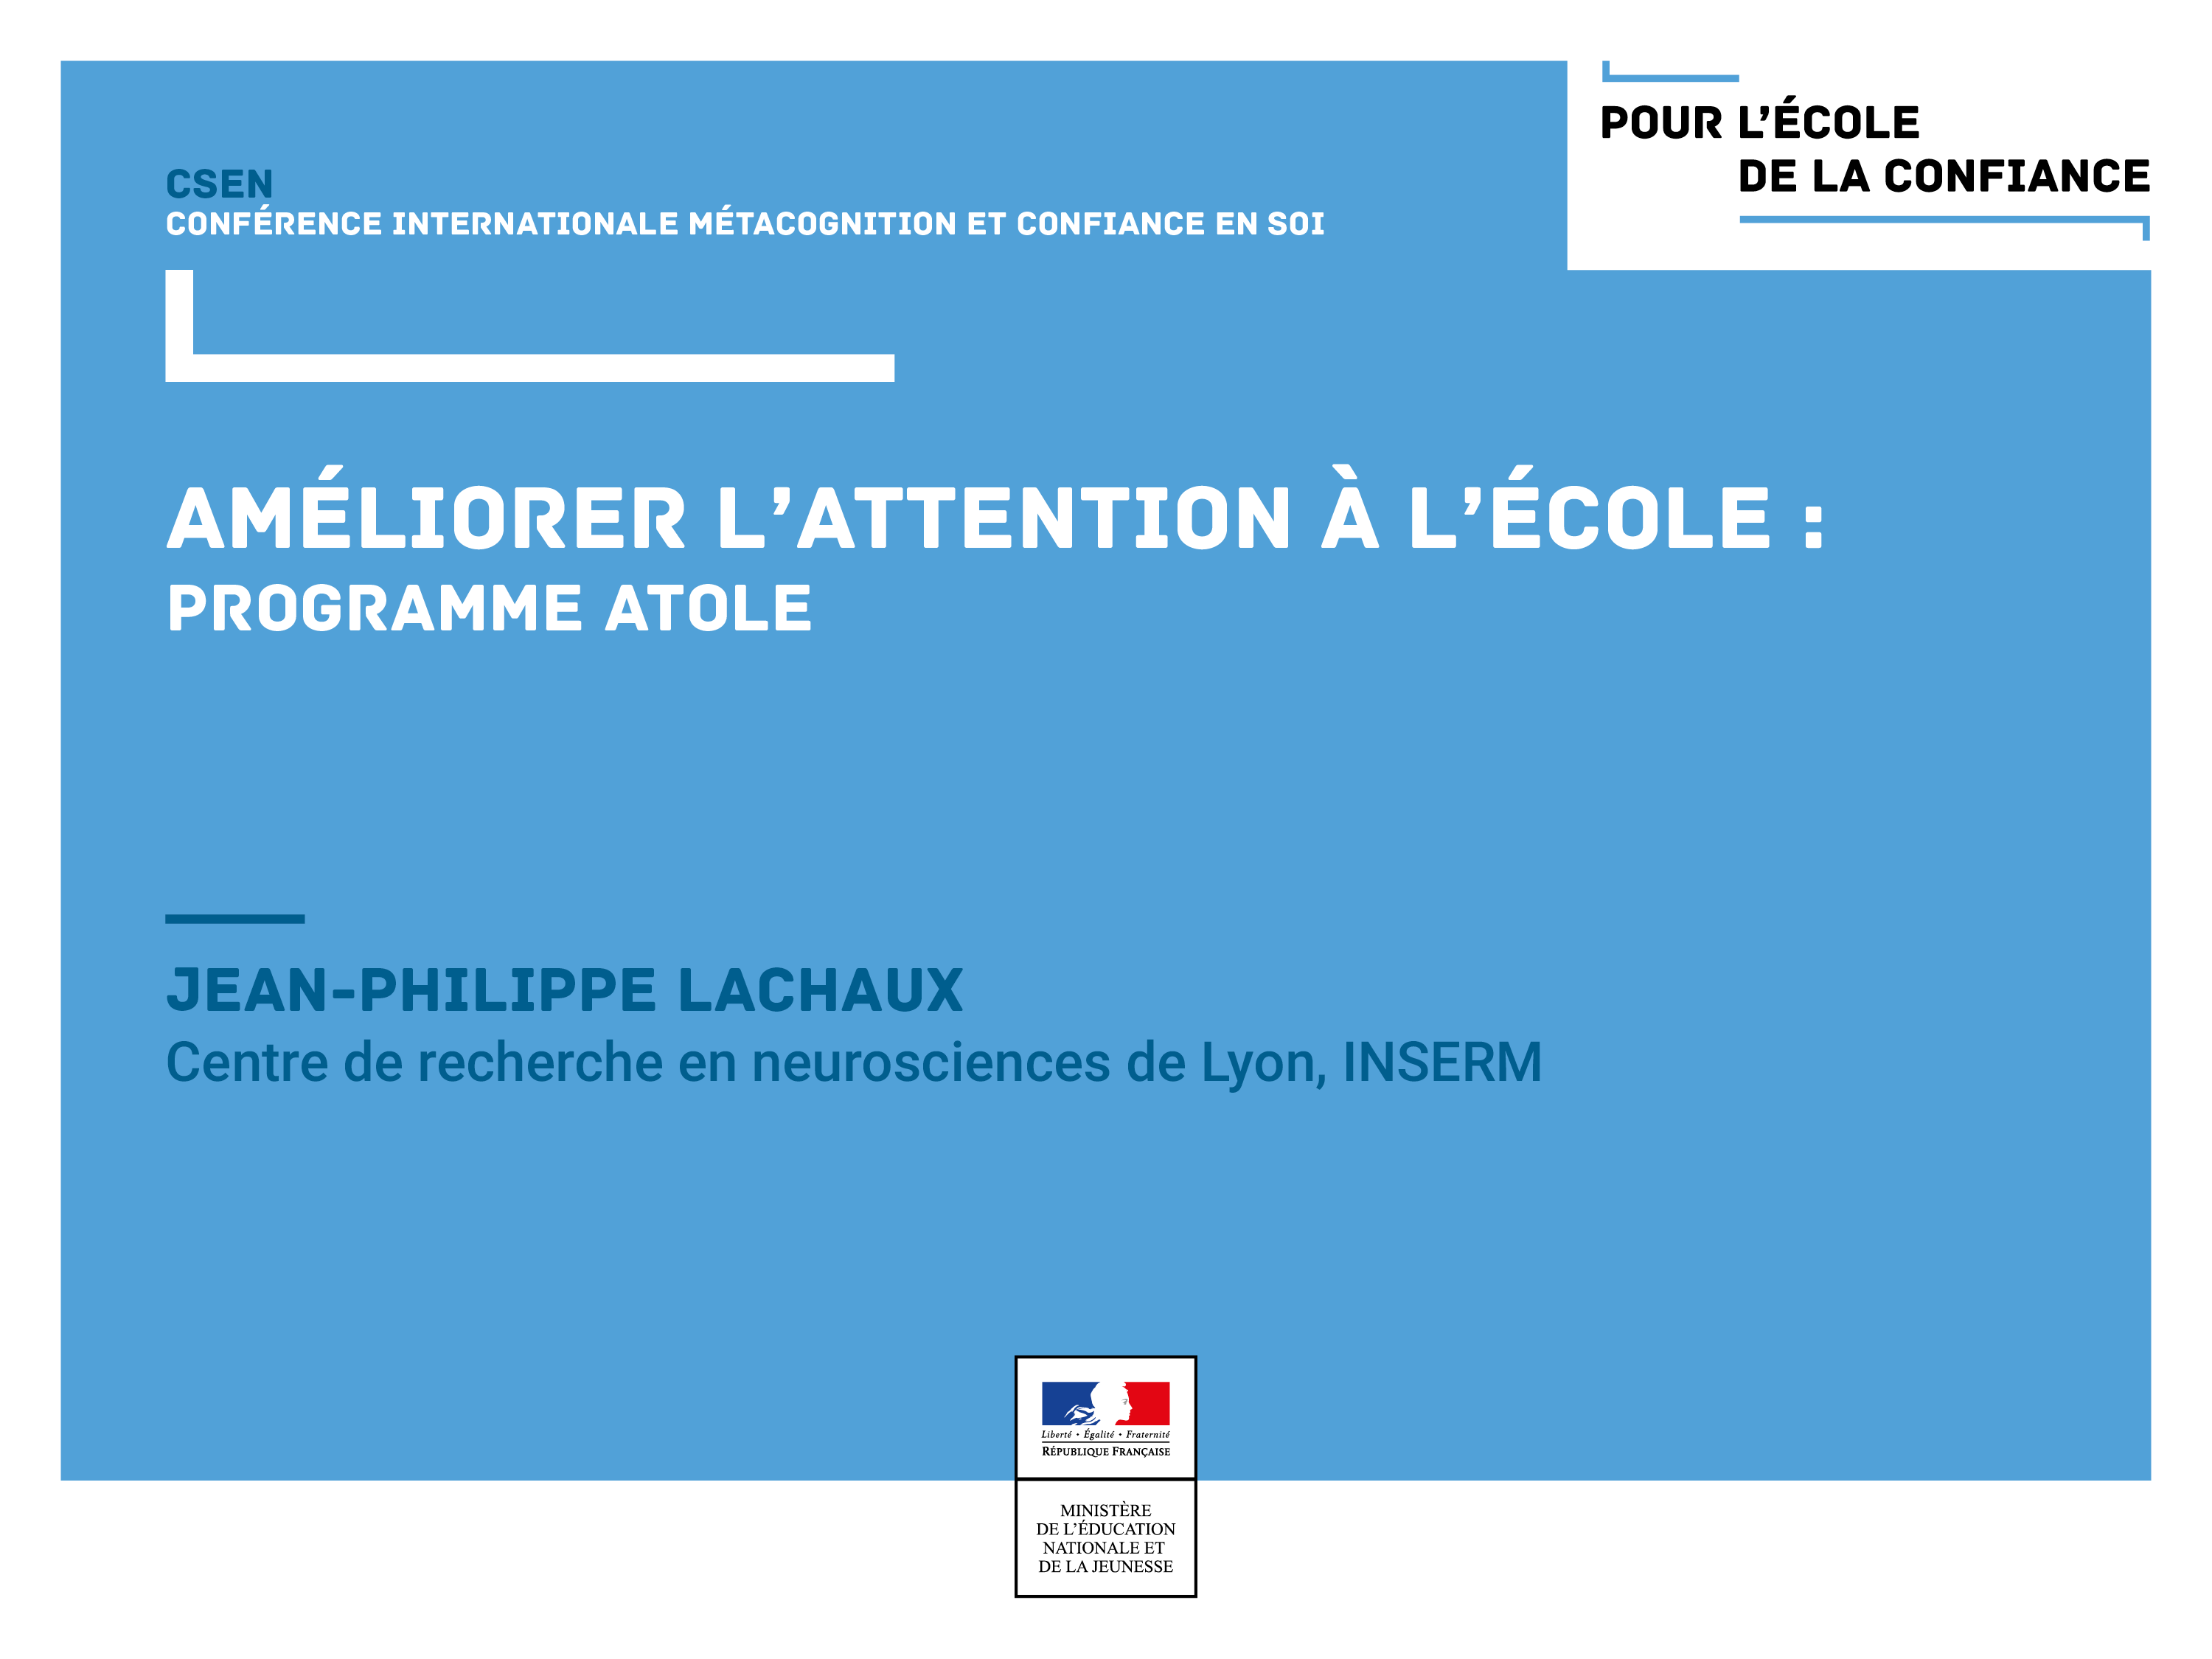 POUR L'ÉCOLE
DE LA CONFIANCE
CSEN
CONFÉRENCE INTERNATIONALE MÉTACOGNITION ET CONFIANCE EN SOI
AMÉLIORER L'ATTENTION À L'ÉCOLE :
PROGRAMME ATOLE
JEAN-PHILIPPE LACHAUX
Centre de recherche en neurosciences de Lyon, INSERM
Liberté • Égalité • Fraternité
RÉPUBLIQUE FRANÇAISE
MINISTÈRE
DE L'ÉDUCATION
NATIONALE ET
DE LA JEUNESSE